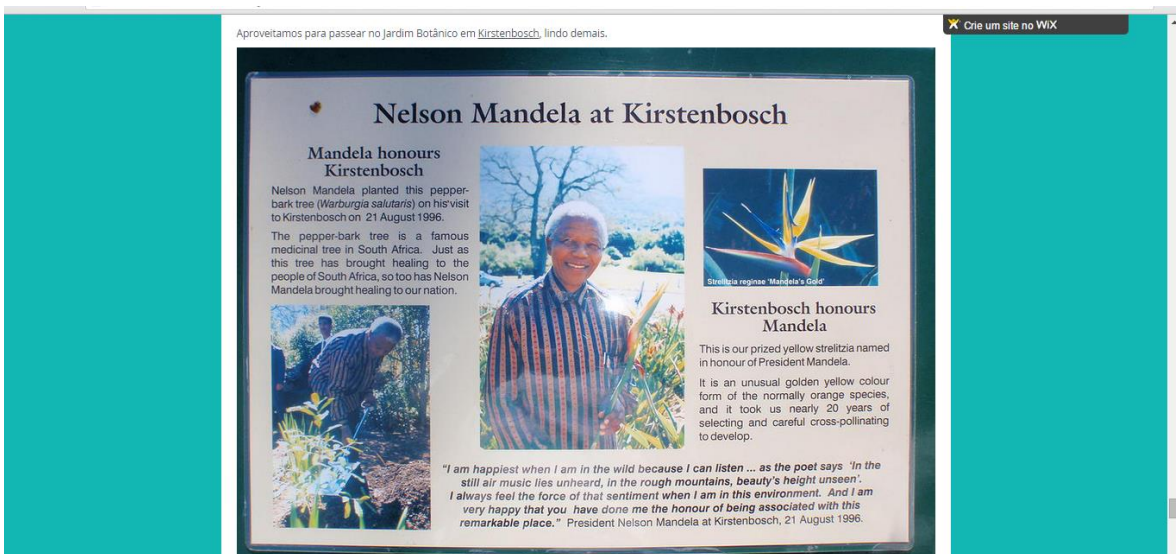 Crie um site no WiX
Aproveitamos para passear no Jardim Botânico em Kirstenbosch, lindo demais.
Nelson Mandela at Kirstenbosch
Mandela honours
Kirstenbosch
Nelson Mandela planted this pepper-
bark tree (Warburgia salutaris) on his visit
to Kirstenbosch on 21 August 1996.
The pepper-bark tree is a famous
medicinal tree in South Africa. Just as
this tree has brought healing to the
people of South Africa, so too has Nelson
Mandela brought healing to our nation.
Strelitzia reginae 'Mandela's Gold'
Kirstenbosch honours
Mandela
This is our prized yellow strelitzia named
in honour of President Mandela.
It is an unusual golden yellow colour
form of the normally orange species,
and it took us nearly 20 years of
selecting and careful cross-pollinating
to develop.
"I am happiest when I am in the wild because I can listen ... as the poet says 'In the
still air music lies unheard, in the rough mountains, beauty's height unseen'.
I always feel the force of that sentiment when I am in this environment. And I am
very happy that you have done me the honour of being associated with this
remarkable place." President Nelson Mandela at Kirstenbosch, 21 August 1996.